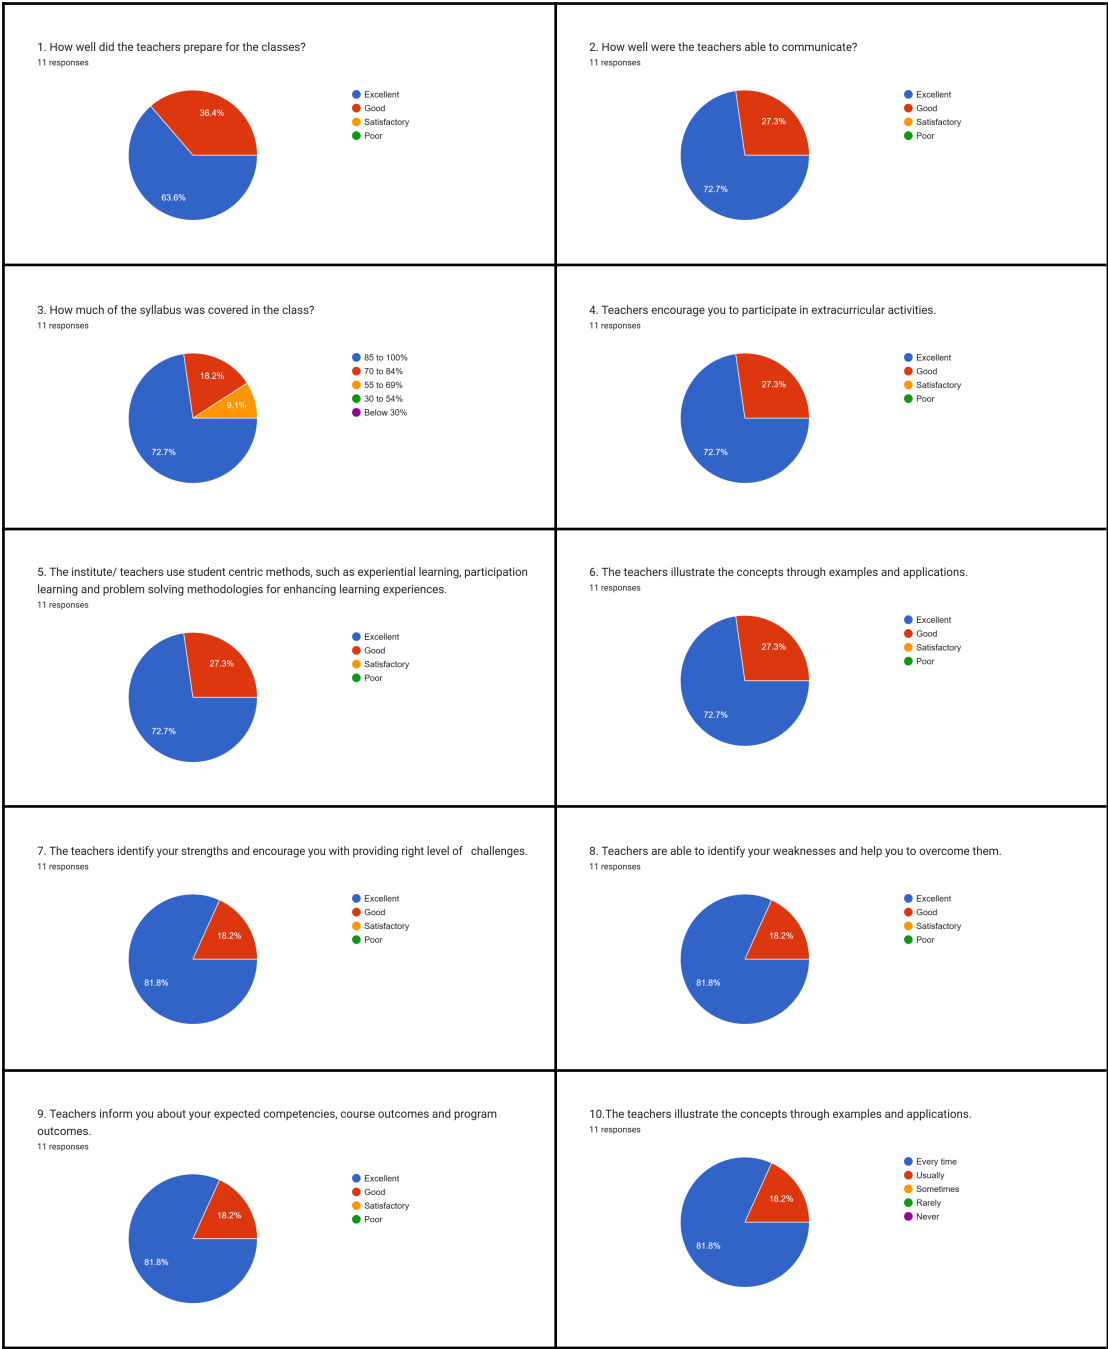 1. How well did the teachers prepare for the classes?
11 responses
36.4%
63.6%
Excellent
Good
Satisfactory
Poor
2. How well were the teachers able to communicate?
11 responses
27.3%
72.7%
Excellent
Good
Satisfactory
Poor
3. How much of the syllabus was covered in the class?
11 responses
18.2%
9.1%
72.7%
85 to 100%
70 to 84%
55 to 69%
30 to 54%
Below 30%
4. Teachers encourage you to participate in extracurricular activities.
11 responses
27.3%
72.7%
Excellent
Good
Satisfactory
Poor
5. The institute/ teachers use student centric methods, such as experiential learning, participation
learning and problem solving methodologies for enhancing learning experiences.
11 responses
27.3%
72.7%
Excellent
Good
Satisfactory
Poor
6. The teachers illustrate the concepts through examples and applications.
11 responses
27.3%
72.7%
Excellent
Good
Satisfactory
Poor
7. The teachers identify your strengths and encourage you with providing right level of  challenges.
11 responses
18.2%
81.8%
Excellent
Good
Satisfactory
Poor
8. Teachers are able to identify your weaknesses and help you to overcome them.
11 responses
18.2%
81.8%
Excellent
Good
Satisfactory
Poor
9. Teachers inform you about your expected competencies, course outcomes and program
outcomes.
11 responses
18.2%
81.8%
Excellent
Good
Satisfactory
Poor
10.The teachers illustrate the concepts through examples and applications.
11 responses
18.2%
81.8%
Every time
Usually
Sometimes
Rarely
Never